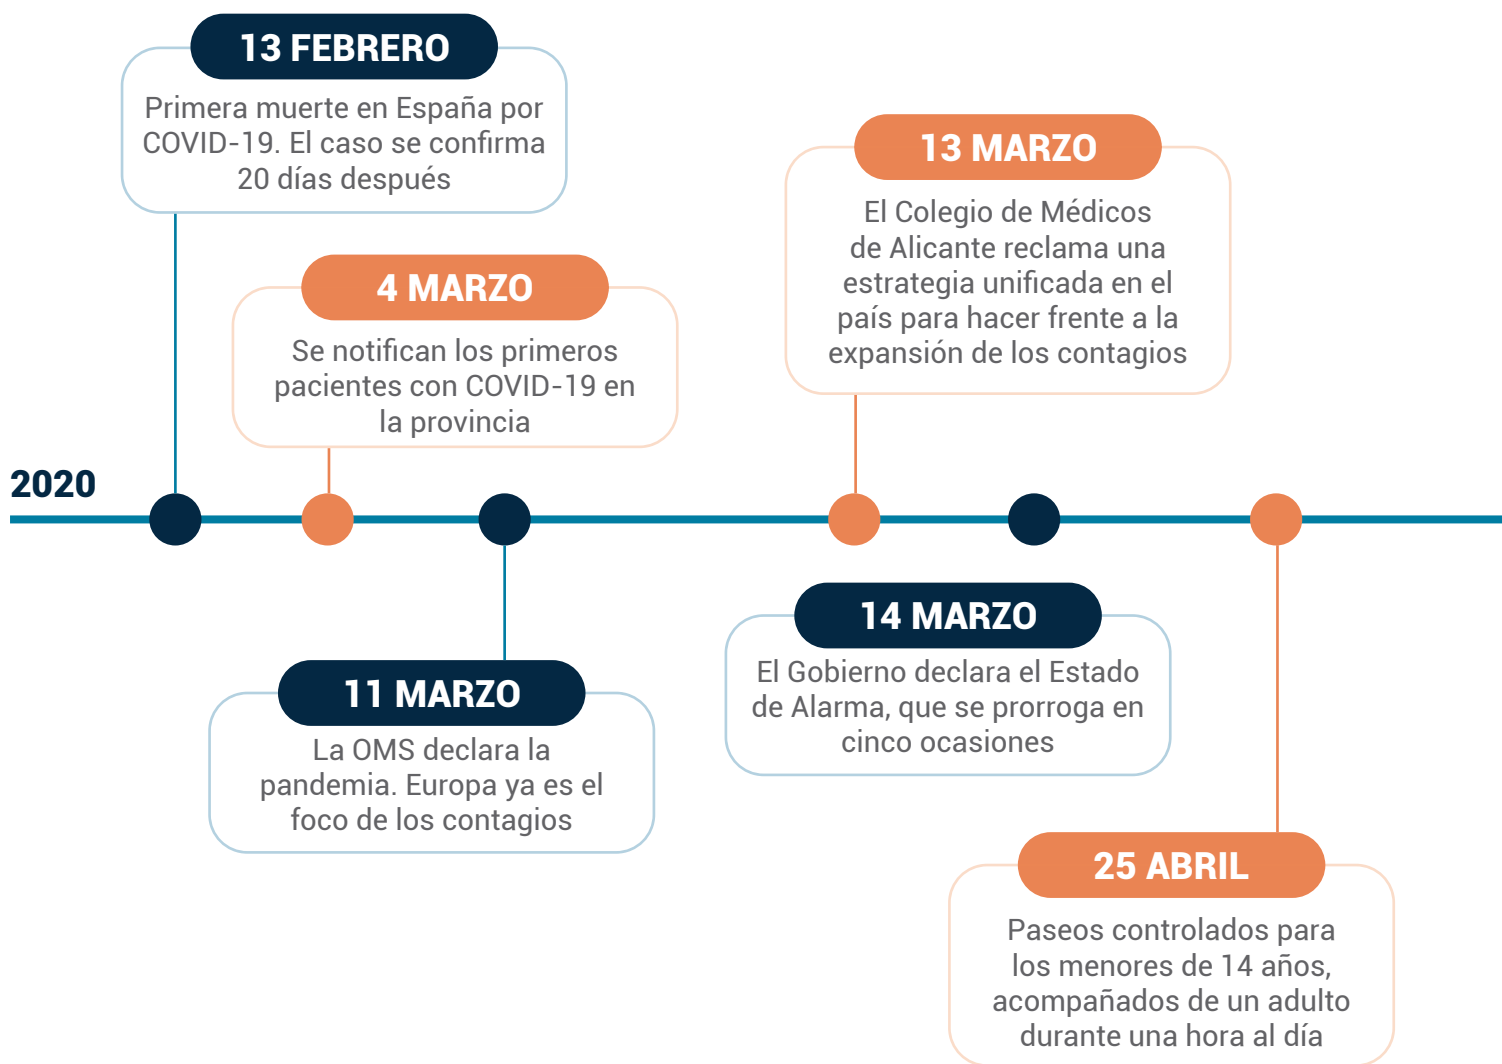 2020
13 FEBRERO
Primera muerte en España por
COVID-19. El caso se confirma
20 días después
4 MARZO
Se notifican los primeros
pacientes con COVID-19 en
la provincia
11 MARZO
La OMS declara la
pandemia. Europa ya es el
foco de los contagios
13 MARZO
El Colegio de Médicos
de Alicante reclama una
estrategia unificada en el
país para hacer frente a la
expansión de los contagios
14 MARZO
El Gobierno declara el Estado
de Alarma, que se prorroga en
cinco ocasiones
25 ABRIL
Paseos controlados para
los menores de 14 años,
acompañados de un adulto
durante una hora al día